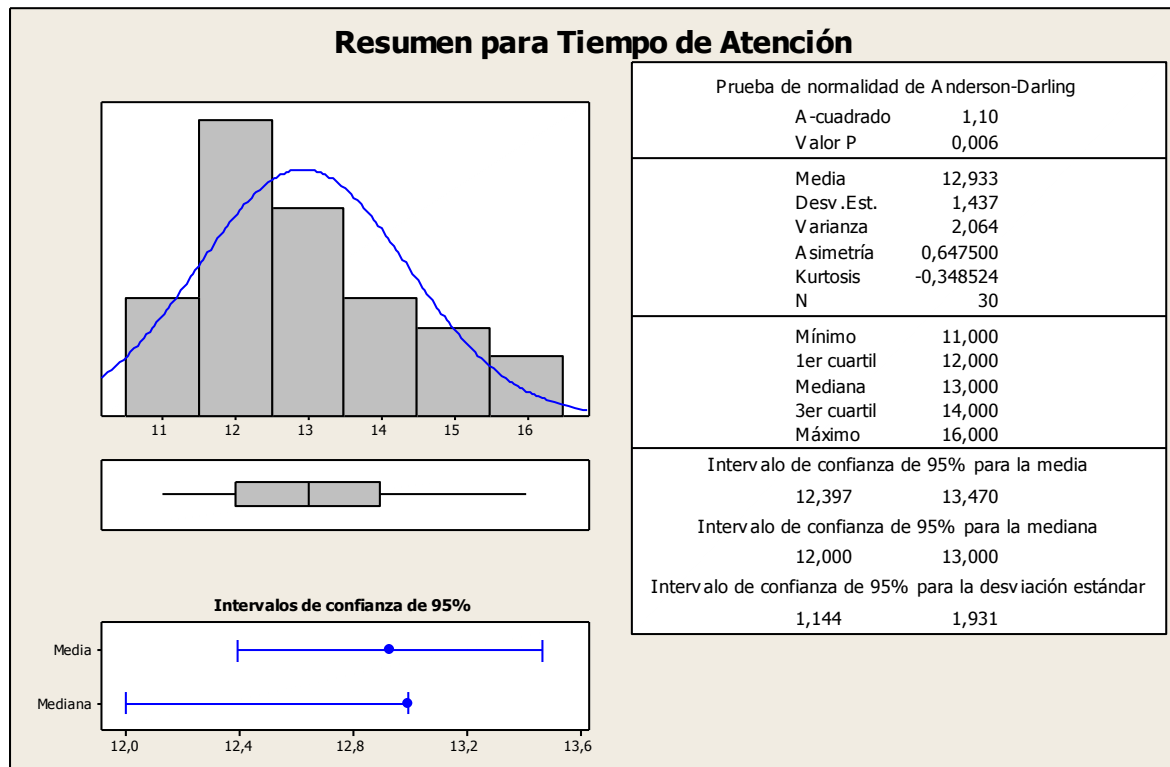 Resumen para Tiempo de Atención
11 12 13 14 15 16
Intervalos de confianza de 95%
Media
Mediana
12,0 12,4 12,8 13,2 13,6
Prueba de normalidad de Anderson-Darling
A-cuadrado 1,10
Valor P 0,006
Media 12,933
Desv.Est. 1,437
Varianza 2,064
Asimetría 0,647500
Kurtosis -0,348524
N 30
Mínimo 11,000
1er cuartil 12,000
Mediana 13,000
3er cuartil 14,000
Máximo 16,000
Intervalo de confianza de 95% para la media
12,397 13,470
Intervalo de confianza de 95% para la mediana
12,000 13,000
Intervalo de confianza de 95% para la desviación estándar
1,144 1,931